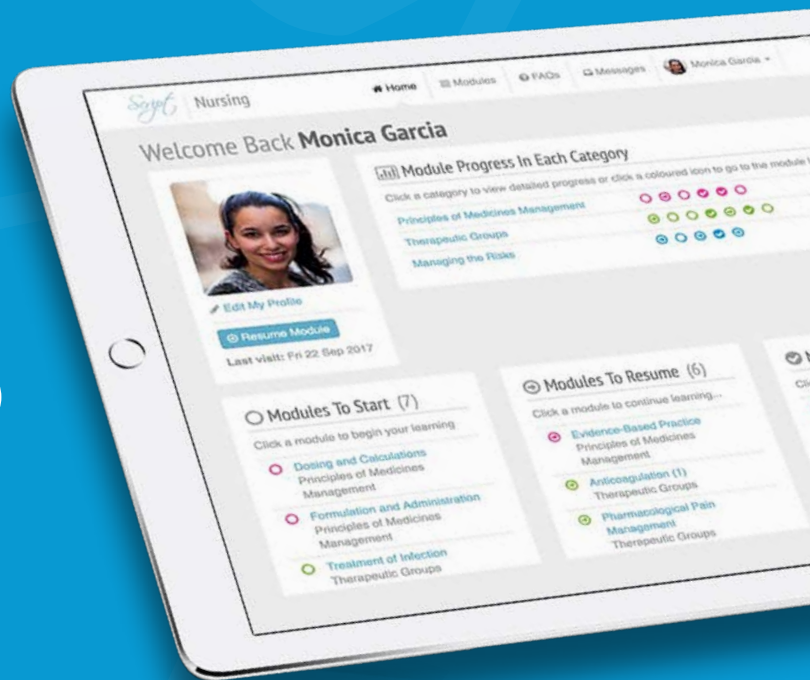 Script Nursing
Home
Modules
FAQs
Messages
Monica Garcia
Welcome Back Monica Garcia
Edit My Profile
Resume Module
Last visit: Fri 22 Sep 2017
Module Progress In Each Category
Click a category to view detailed progress or click a coloured icon to go to the module
Principles of Medicines Management
Therapeutic Groups
Managing the Risks
Modules To Start (7)
Click a module to begin your learning
Dosing and Calculations
Principles of Medicines
Management
Formulation and Administration
Principles of Medicines
Management
Treatment of Infection
Therapeutic Groups
Modules To Resume (6)
Click a module to continue learning...
Evidence-Based Practice
Principles of Medicines
Management
Anticoagulation (1)
Therapeutic Groups
Pharmacological Pain
Management
Therapeutic Groups